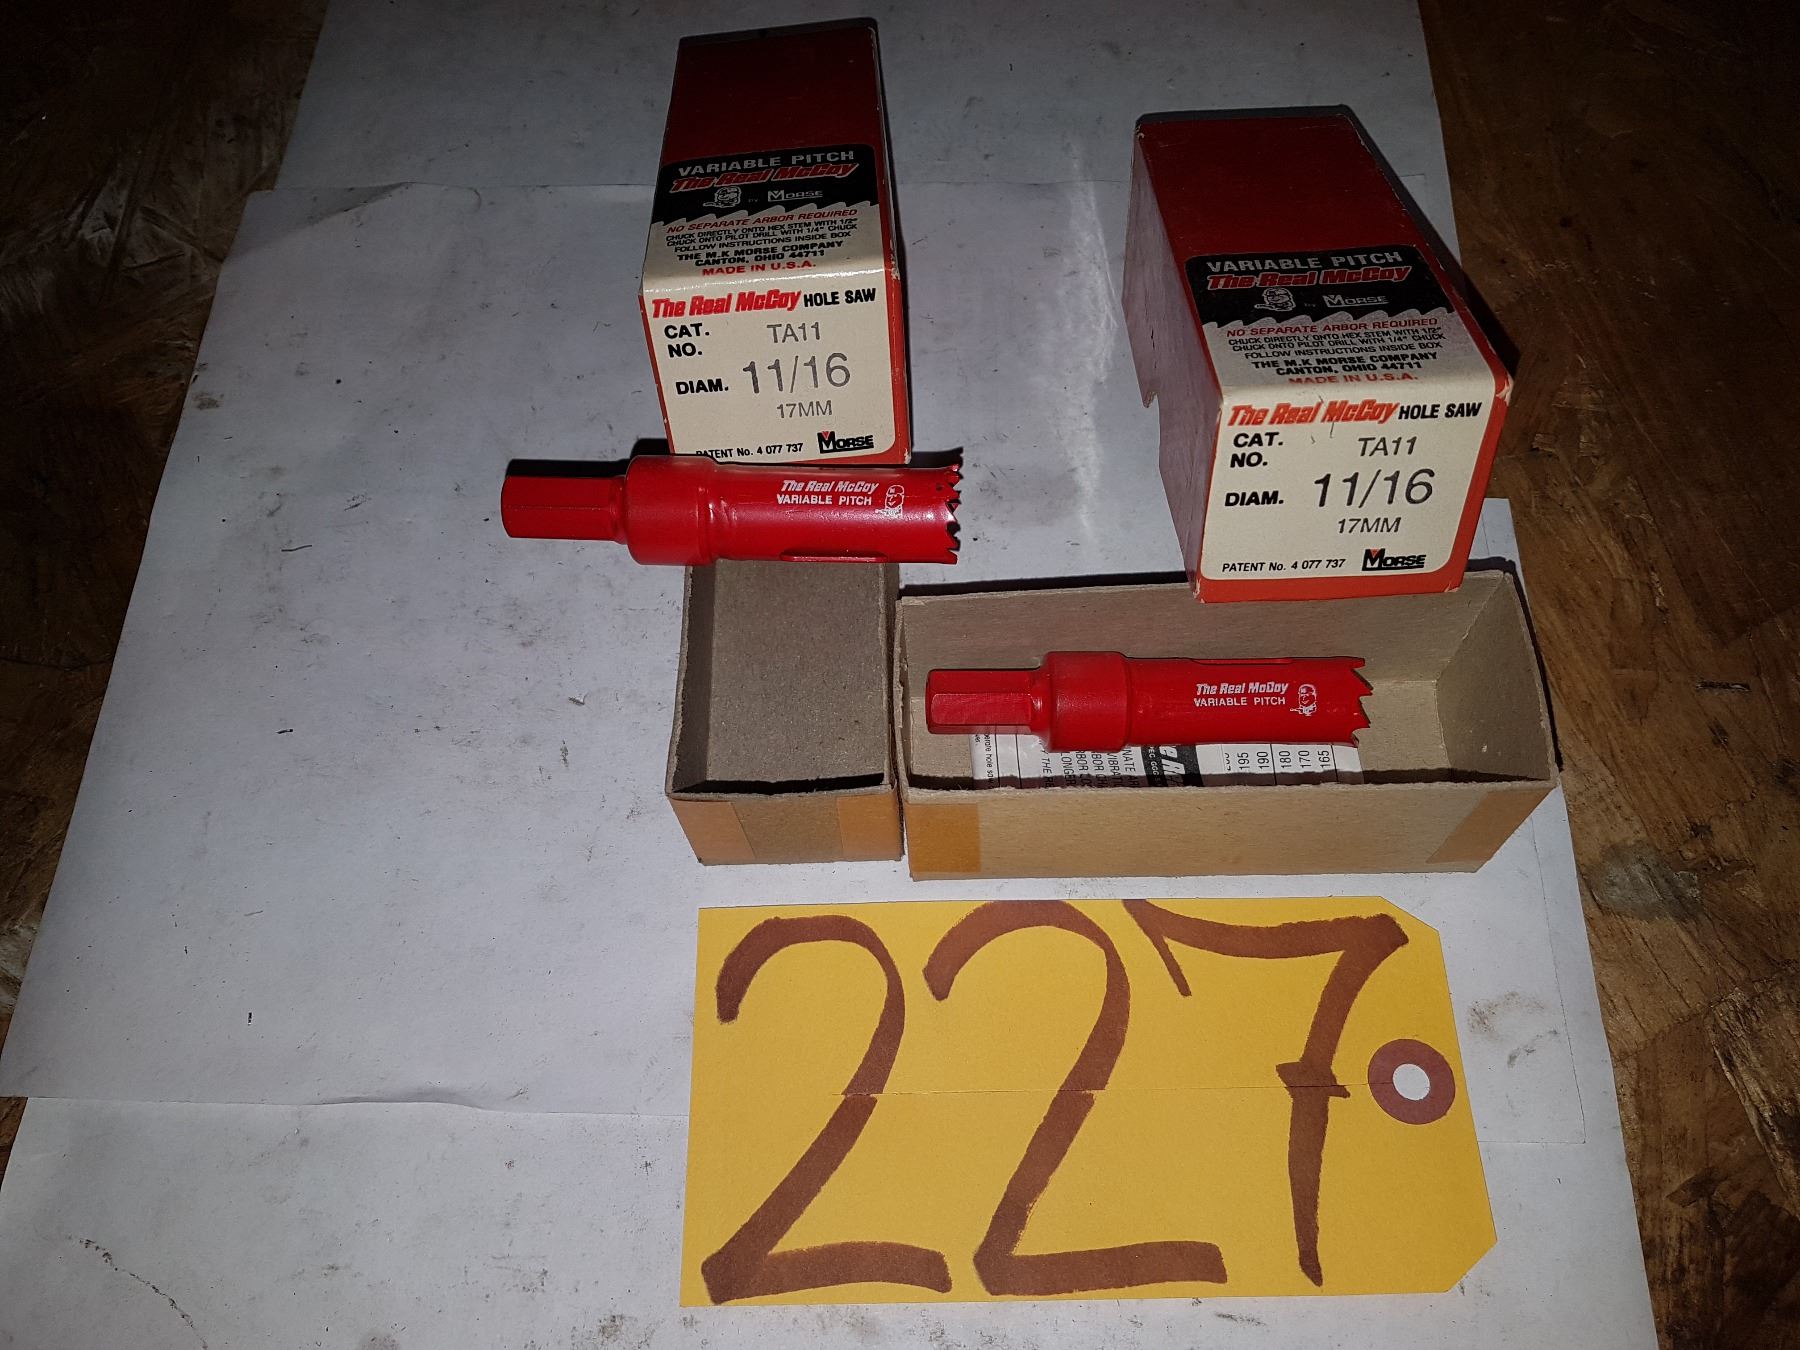 VARIABLE PITCH
The Real McCoy
by MORSE
NO SEPARATE ARBOR REQUIRED
CHUCK DIRECTLY ONTO HEX STEM WITH 1/2"
CHUCK ONTO PILOT DRILL WITH 1/4" CHUCK
FOLLOW INSTRUCTIONS INSIDE BOX
THE M.K MORSE COMPANY
CANTON, OHIO 44711
MADE IN U.S.A.
The Real McCoy HOLE SAW
CAT. NO. TA11
DIAM. 11/16
17MM
PATENT No. 4 077 737 MORSE
VARIABLE PITCH
The Real McCoy
by MORSE
NO SEPARATE ARBOR REQUIRED
CHUCK DIRECTLY ONTO HEX STEM WITH 1/2"
CHUCK ONTO PILOT DRILL WITH 1/4" CHUCK
FOLLOW INSTRUCTIONS INSIDE BOX
THE M.K MORSE COMPANY
CANTON, OHIO 44711
MADE IN U.S.A.
The Real McCoy HOLE SAW
CAT. NO. TA11
DIAM. 11/16
17MM
PATENT No. 4 077 737 MORSE
The Real McCoy
VARIABLE PITCH
The Real McCoy
VARIABLE PITCH
195
190
180
170
165
227